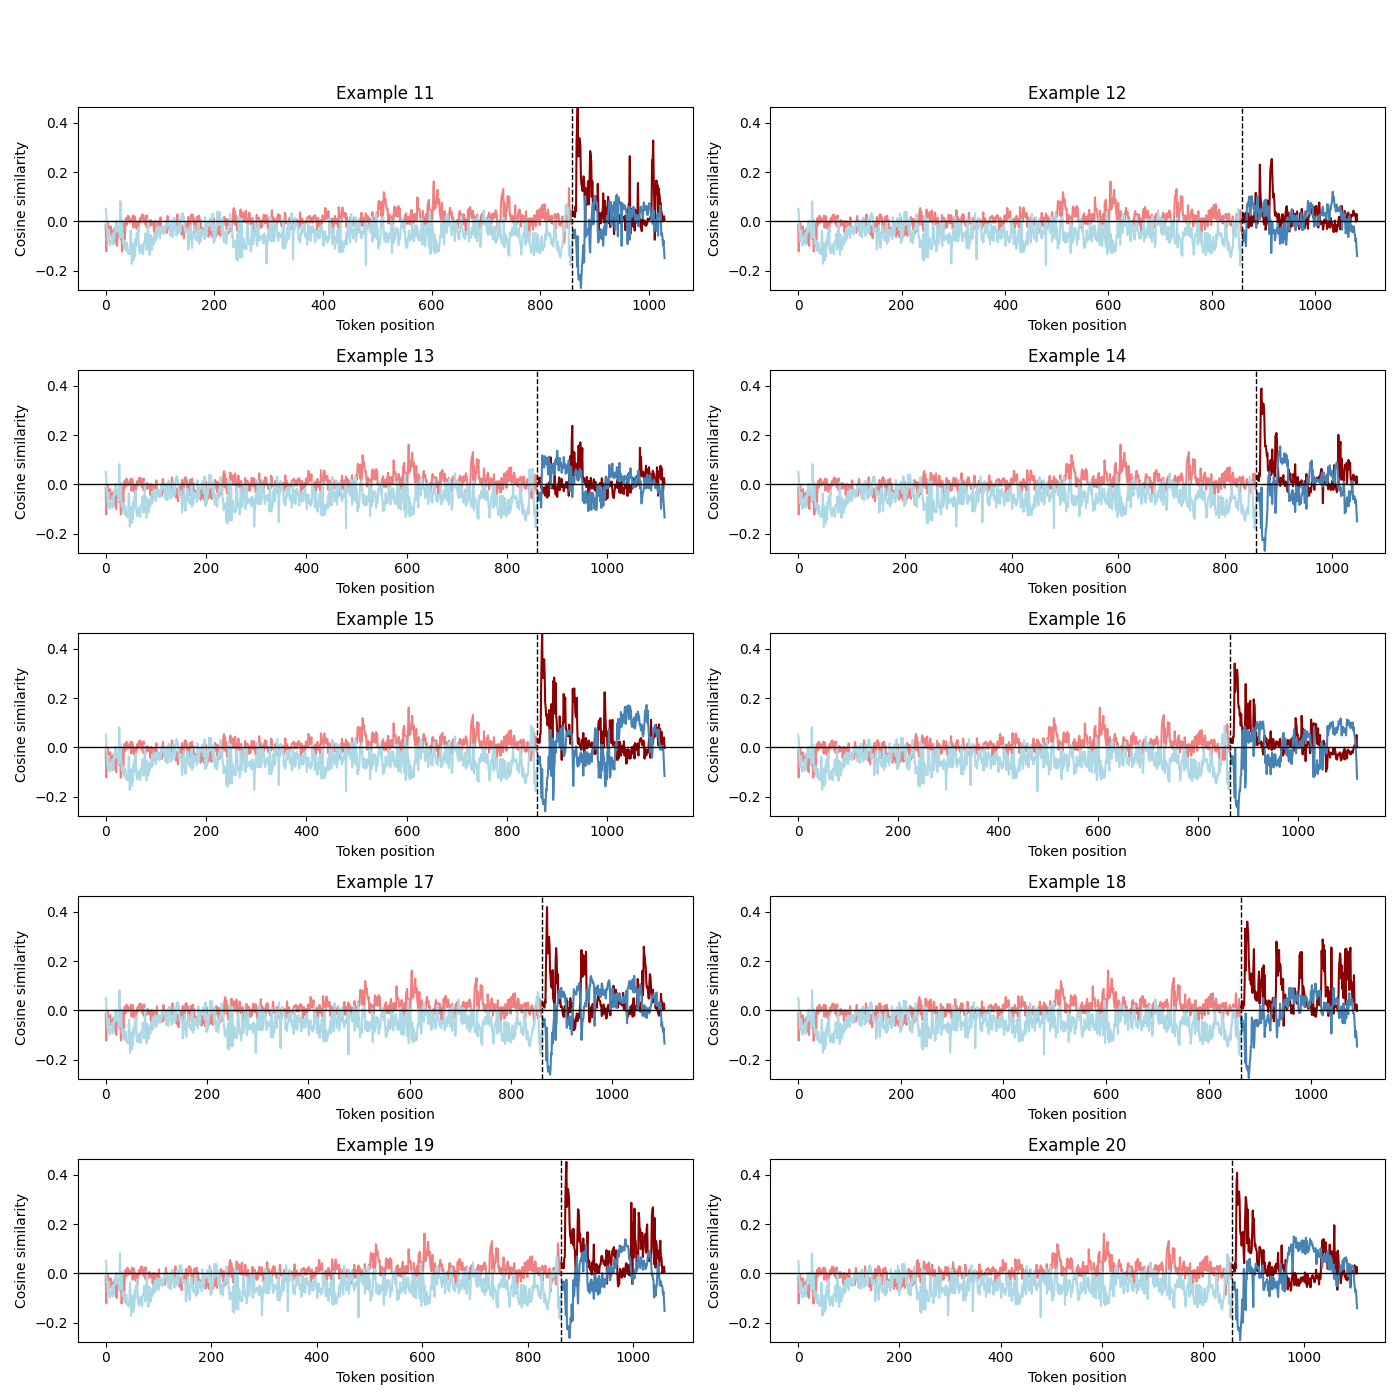 Example 11
Example 12
Cosine similarity
0.4
0.2
0.0
−0.2
0 200 400 600 800 1000
Token position
Cosine similarity
0.4
0.2
0.0
−0.2
0 200 400 600 800 1000
Token position
Example 13
Example 14
Cosine similarity
0.4
0.2
0.0
−0.2
0 200 400 600 800 1000
Token position
Cosine similarity
0.4
0.2
0.0
−0.2
0 200 400 600 800 1000
Token position
Example 15
Example 16
Cosine similarity
0.4
0.2
0.0
−0.2
0 200 400 600 800 1000
Token position
Cosine similarity
0.4
0.2
0.0
−0.2
0 200 400 600 800 1000
Token position
Example 17
Example 18
Cosine similarity
0.4
0.2
0.0
−0.2
0 200 400 600 800 1000
Token position
Cosine similarity
0.4
0.2
0.0
−0.2
0 200 400 600 800 1000
Token position
Example 19
Example 20
Cosine similarity
0.4
0.2
0.0
−0.2
0 200 400 600 800 1000
Token position
Cosine similarity
0.4
0.2
0.0
−0.2
0 200 400 600 800 1000
Token position